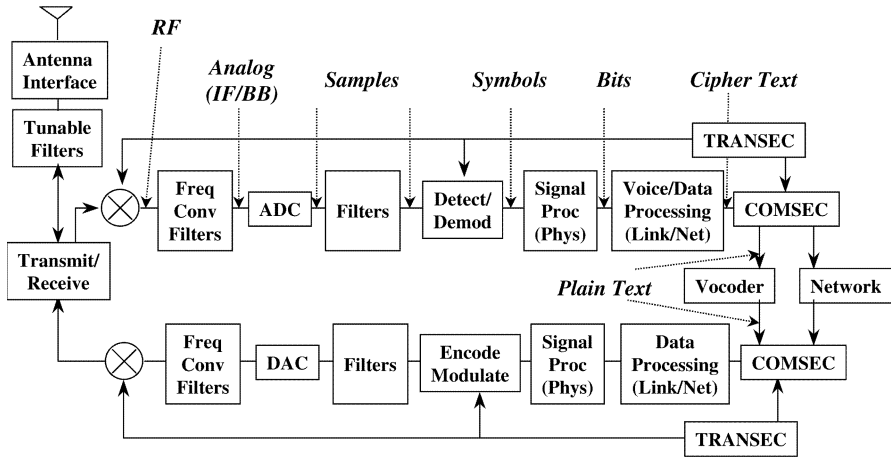 RF
Antenna
Interface
Analog
(IF/BB)
Samples
Symbols
Bits
Cipher Text
Tunable
Filters
TRANSEC
Freq
Conv
Filters
ADC
Filters
Detect/
Demod
Signal
Proc
(Phys)
Voice/Data
Processing
(Link/Net)
COMSEC
Transmit/
Receive
Plain Text
Vocoder
Network
Freq
Conv
Filters
DAC
Filters
Encode
Modulate
Signal
Proc
(Phys)
Data
Processing
(Link/Net)
COMSEC
TRANSEC